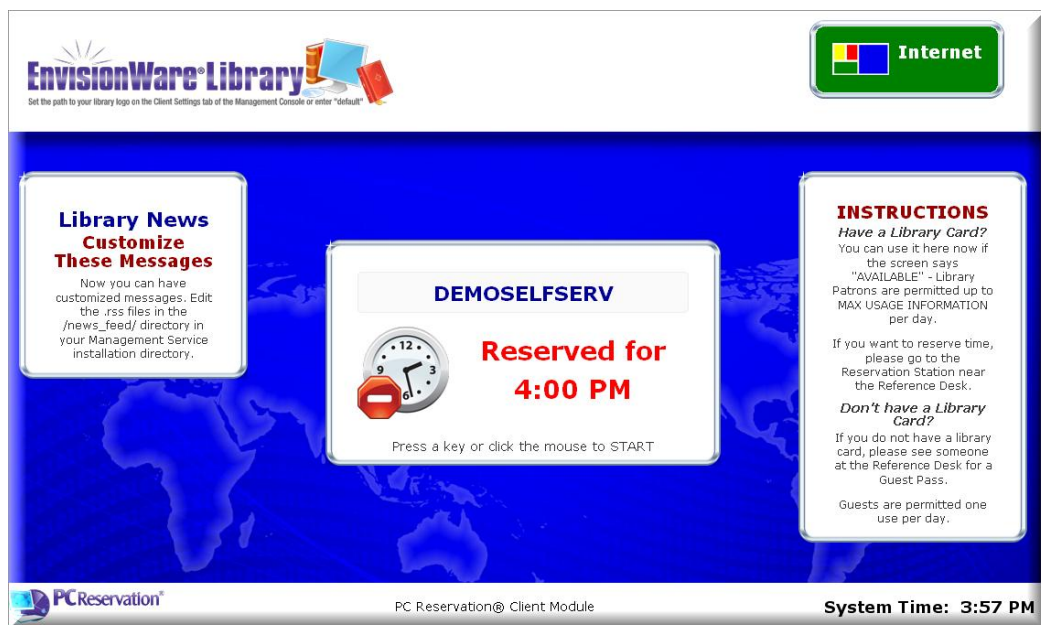 EnvisionWare® Library
Set the path to your library logo on the Client Settings tab of the Management Console or enter "default"
Internet
Library News
Customize
These Messages
Now you can have
customized messages. Edit
the .rss files in the
/news_feed/ directory in
your Management Service
installation directory.
DEMOSELFSERV
12
9
3
6
Reserved for
4:00 PM
Press a key or click the mouse to START
INSTRUCTIONS
Have a Library Card?
You can use it here now if
the screen says
"AVAILABLE" - Library
Patrons are permitted up to
MAX USAGE INFORMATION
per day.
If you want to reserve time,
please go to the
Reservation Station near
the Reference Desk.
Don't have a Library
Card?
If you do not have a library
card, please see someone
at the Reference Desk for a
Guest Pass.
Guests are permitted one
use per day.
PCReservation®
PC Reservation® Client Module
System Time: 3:57 PM